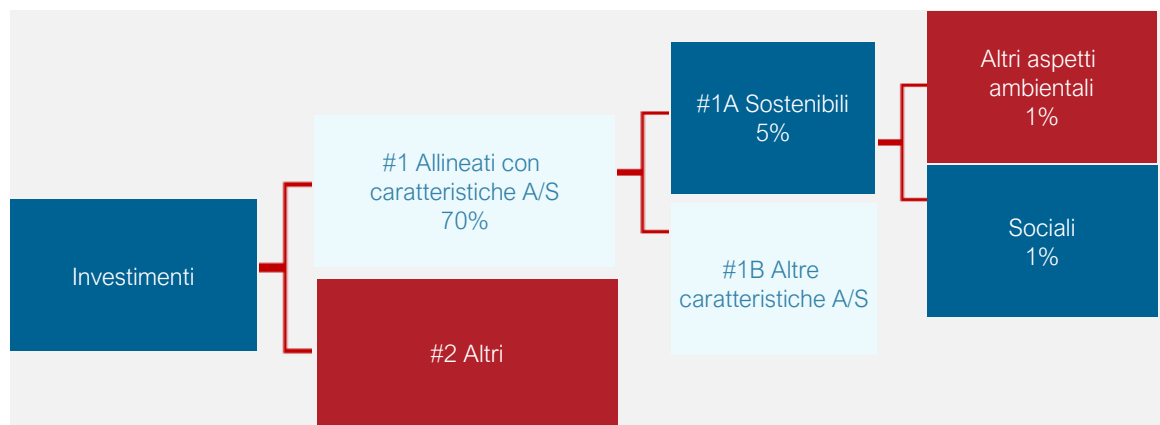 Investimenti
#1 Allineati con
caratteristiche A/S
70%
#2 Altri
#1A Sostenibili
5%
#1B Altre
caratteristiche A/S
Altri aspetti
ambientali
1%
Sociali
1%